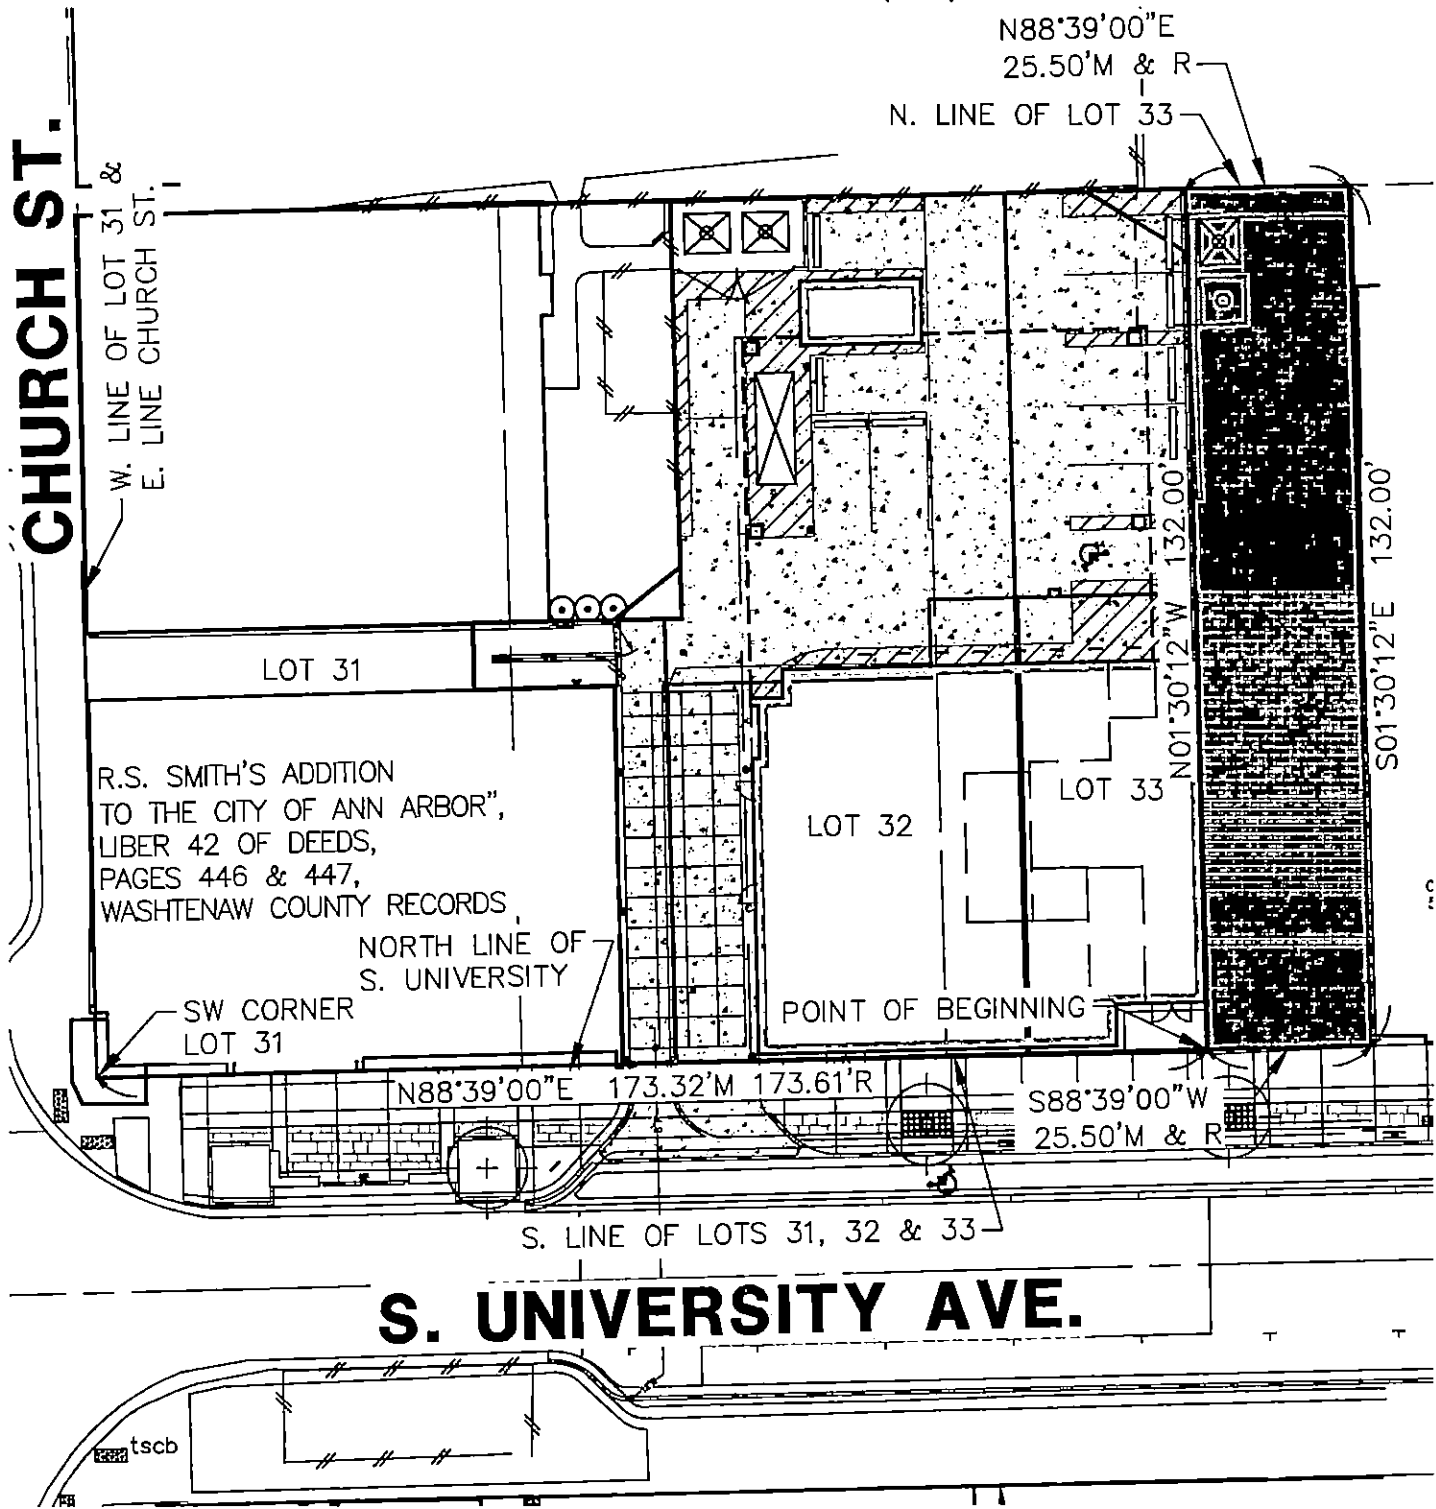 N88°39'00"E
25.50'M & R
N. LINE OF LOT 33
CHURCH ST.
W. LINE OF LOT 31 &
E. LINE CHURCH ST.
N01°30'12"W 132.00'
S01°30'12"E 132.00'
LOT 31
R.S. SMITH'S ADDITION
TO THE CITY OF ANN ARBOR",
LIBER 42 OF DEEDS,
PAGES 446 & 447,
WASHTENAW COUNTY RECORDS
LOT 32
LOT 33
NORTH LINE OF
S. UNIVERSITY
SW CORNER
LOT 31
POINT OF BEGINNING
N88°39'00"E 173.32'M 173.61'R
S88°39'00"W
25.50'M & R
S. LINE OF LOTS 31, 32 & 33
S. UNIVERSITY AVE.
tscb